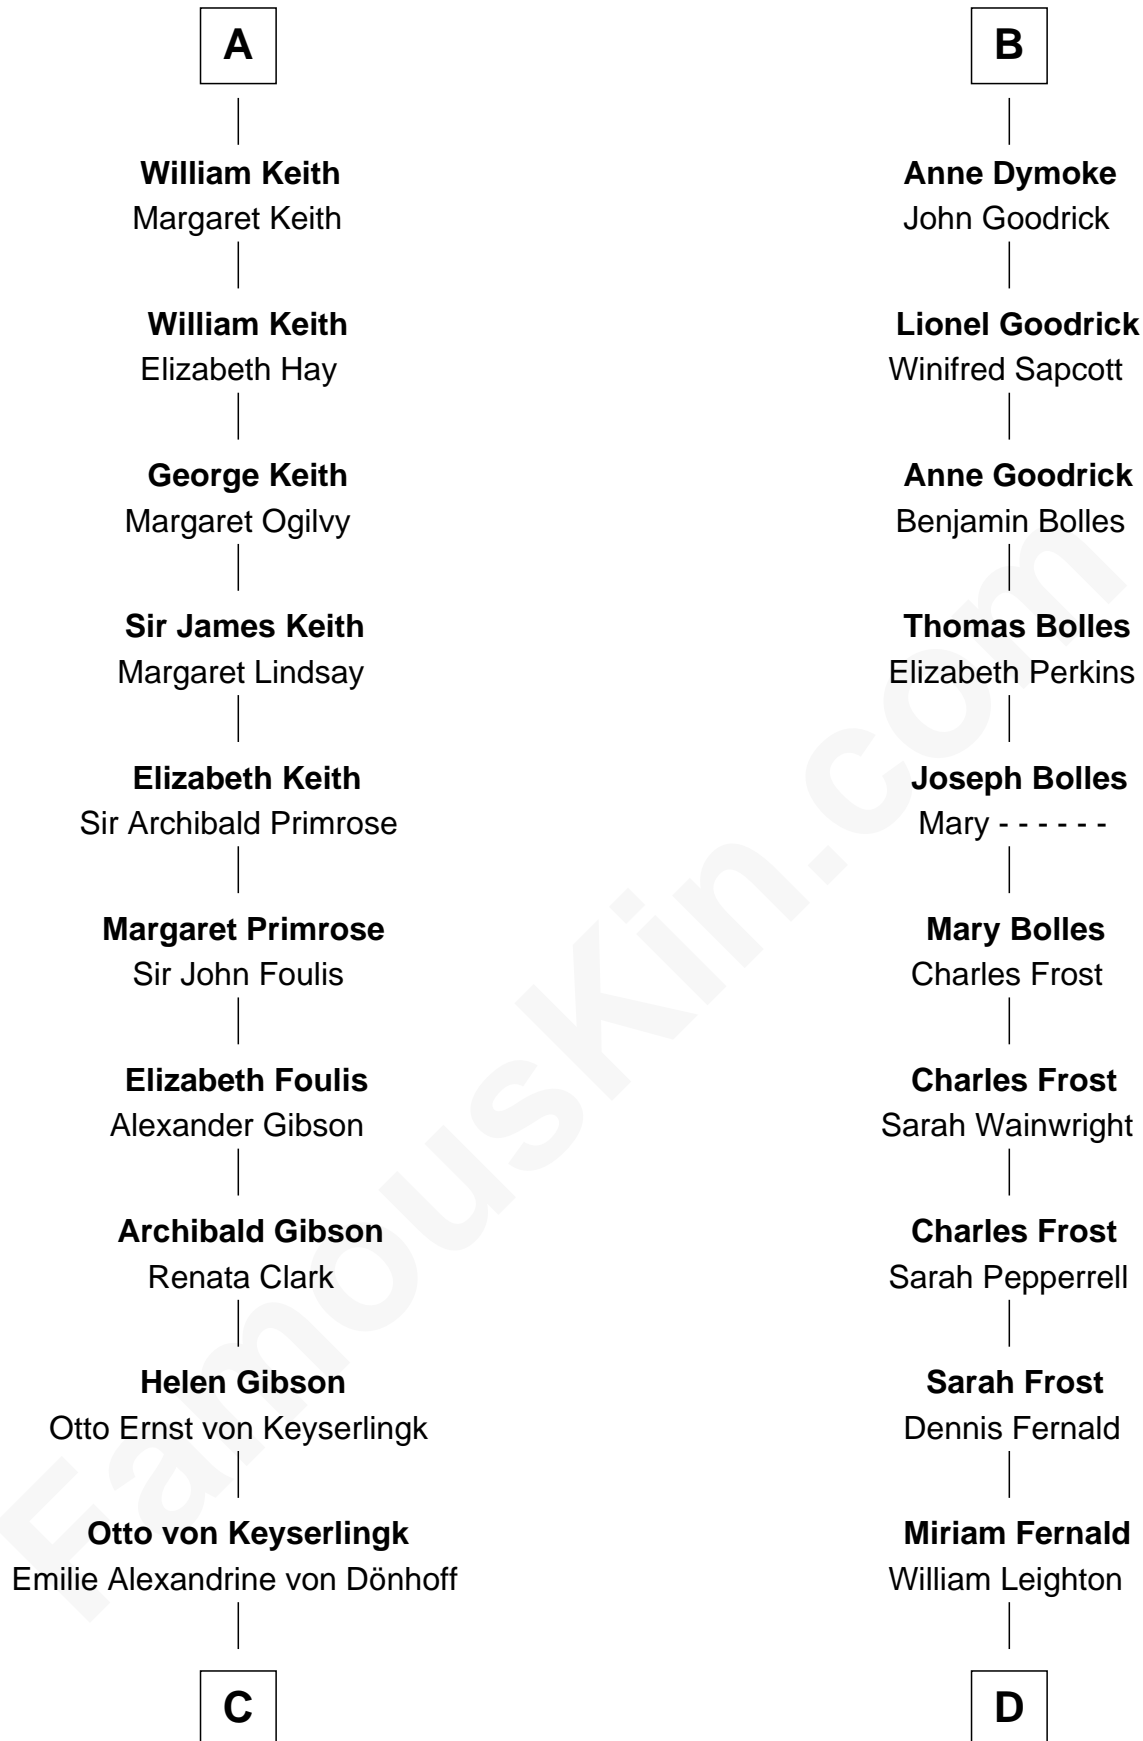 A
William Keith
Margaret Keith
William Keith
Elizabeth Hay
George Keith
Margaret Ogilvy
Sir James Keith
Margaret Lindsay
Elizabeth Keith
Sir Archibald Primrose
Margaret Primrose
Sir John Foulis
Elizabeth Foulis
Alexander Gibson
Archibald Gibson
Renata Clark
Helen Gibson
Otto Ernst von Keyserlingk
Otto von Keyserlingk
Emilie Alexandrine von Dönhoff
C
B
Anne Dymoke
John Goodrick
Lionel Goodrick
Winifred Sapcott
Anne Goodrick
Benjamin Bolles
Thomas Bolles
Elizabeth Perkins
Joseph Bolles
Mary - - - - - -
Mary Bolles
Charles Frost
Charles Frost
Sarah Wainwright
Charles Frost
Sarah Pepperrell
Sarah Frost
Dennis Fernald
Miriam Fernald
William Leighton
D
FamousKin.com